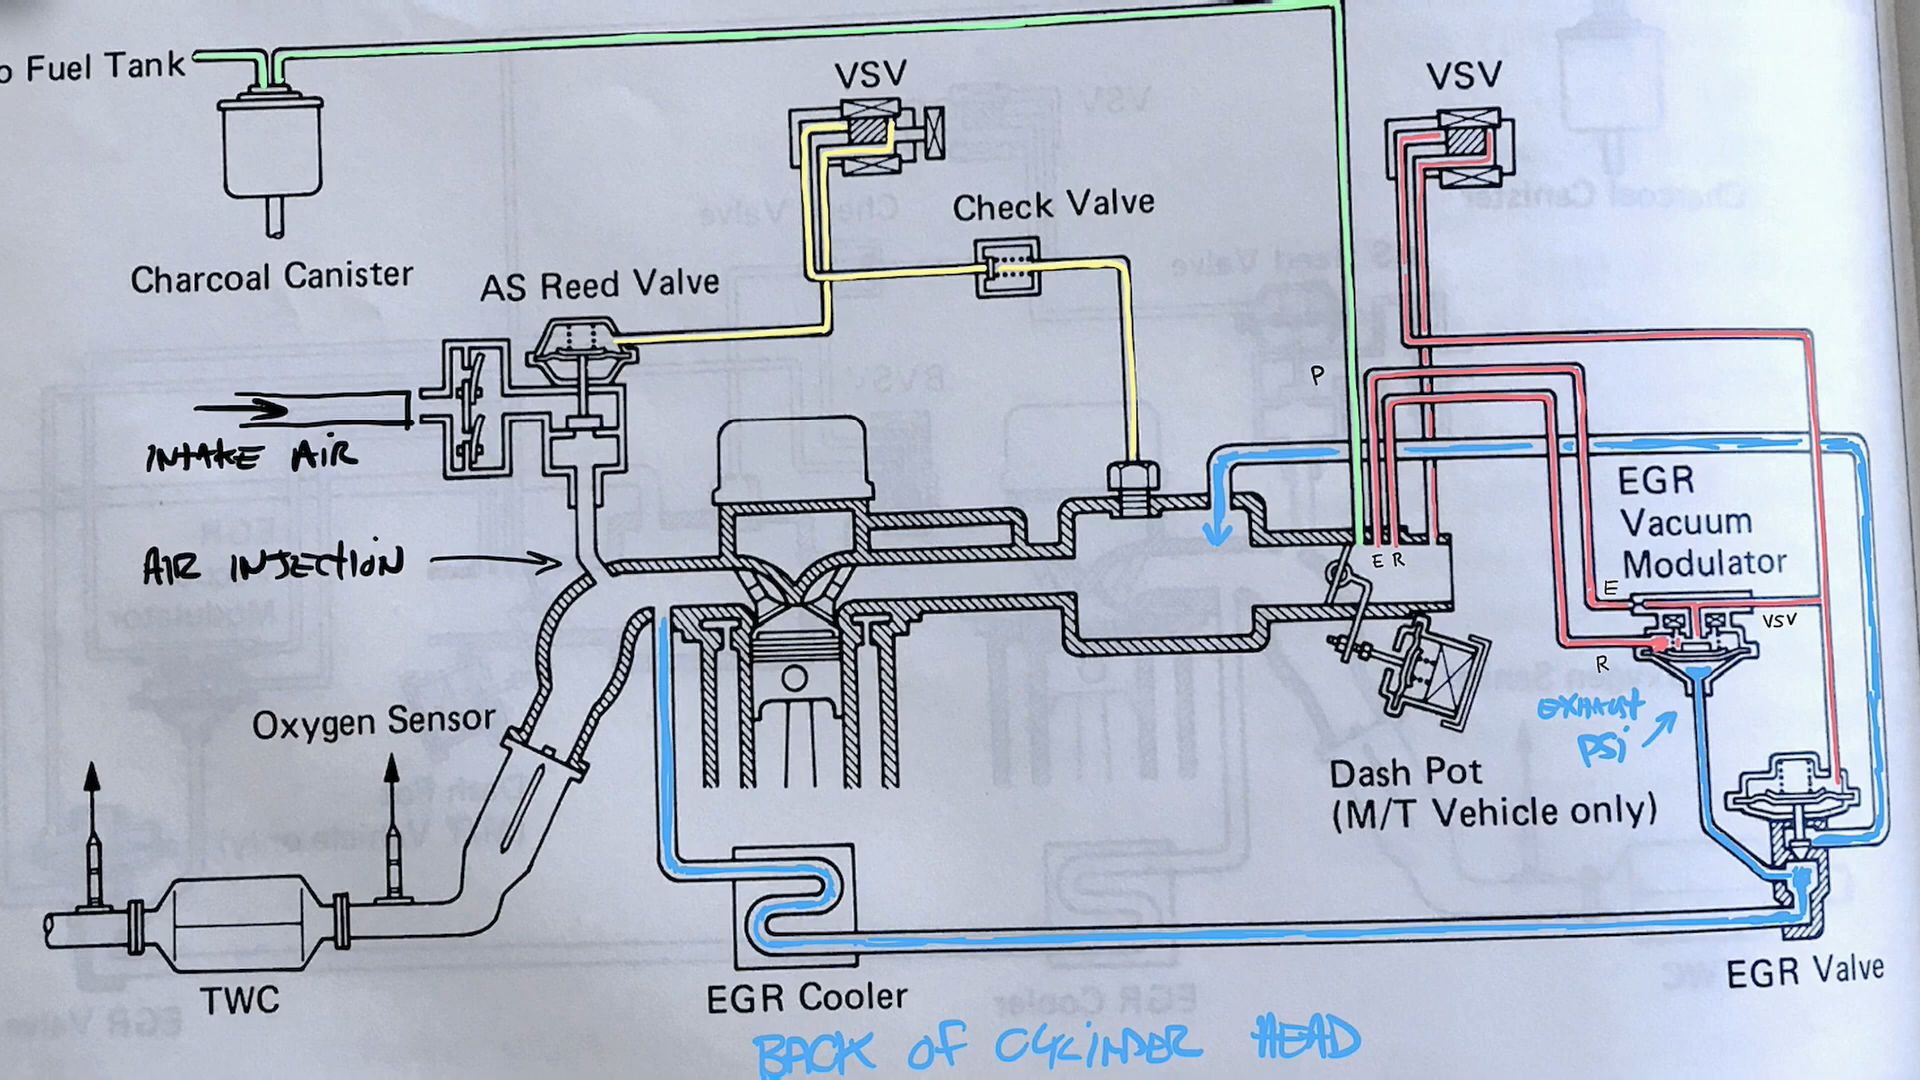 o Fuel Tank
VSV
VSV
Check Valve
Charcoal Canister
AS Reed Valve
P
INTAKE AIR
EGR
Vacuum
Modulator
AIR INJECTION
E R
E
VSV
R
EXHAUST
PSi
Oxygen Sensor
Dash Pot
(M/T Vehicle only)
EGR Valve
TWC
EGR Cooler
BACK OF CYLINDER HEAD